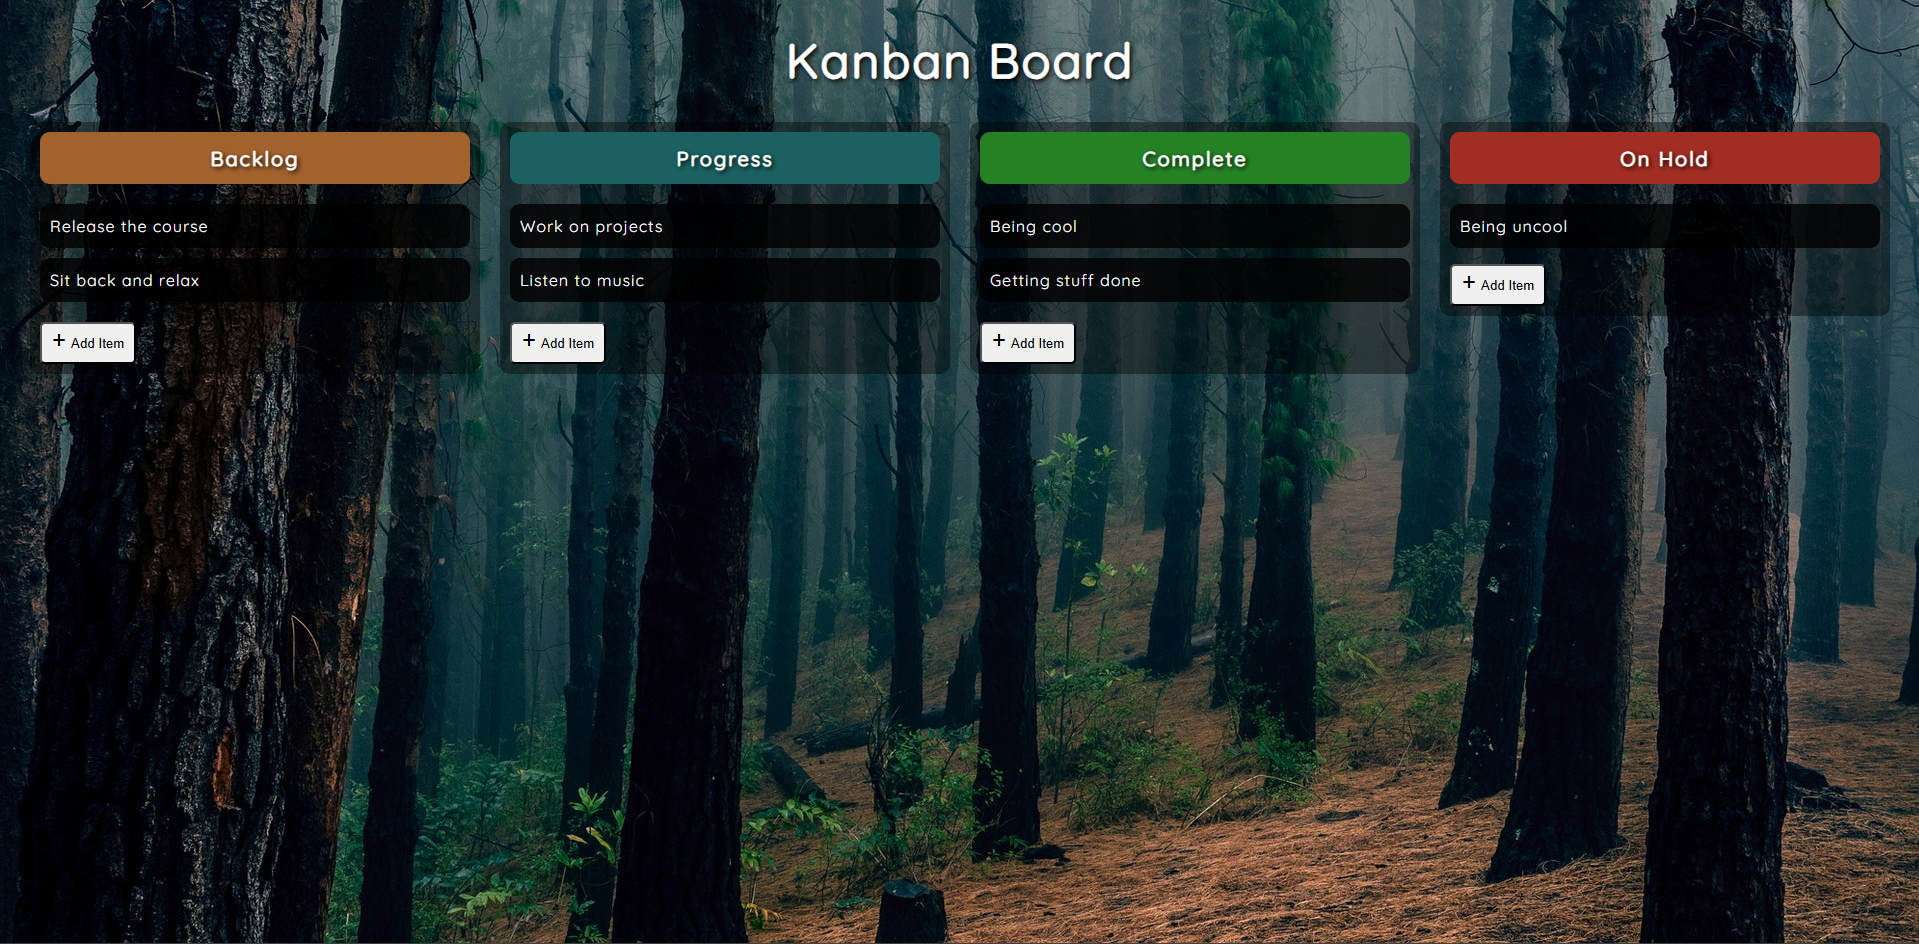 Kanban Board
Backlog
Release the course
Sit back and relax
+ Add Item
Progress
Work on projects
Listen to music
+ Add Item
Complete
Being cool
Getting stuff done
+ Add Item
On Hold
Being uncool
+ Add Item